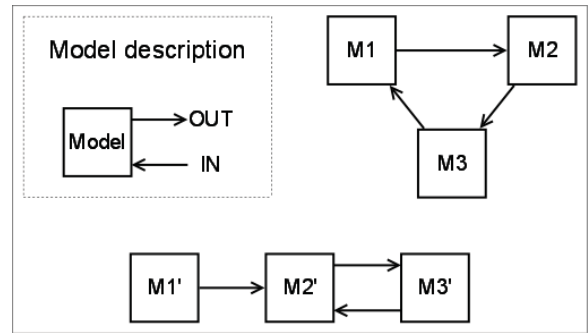 Model description
Model
OUT
IN
M1
M2
M3
M1'
M2'
M3'